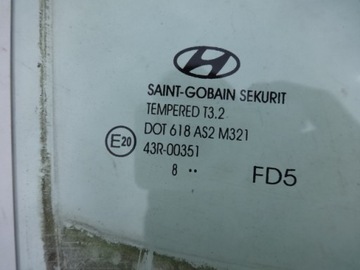 SAINT-GOBAIN SEKURIT
TEMPERED T3.2
DOT 618 AS2 M321
E20 43R-00351
8 ··
FD5